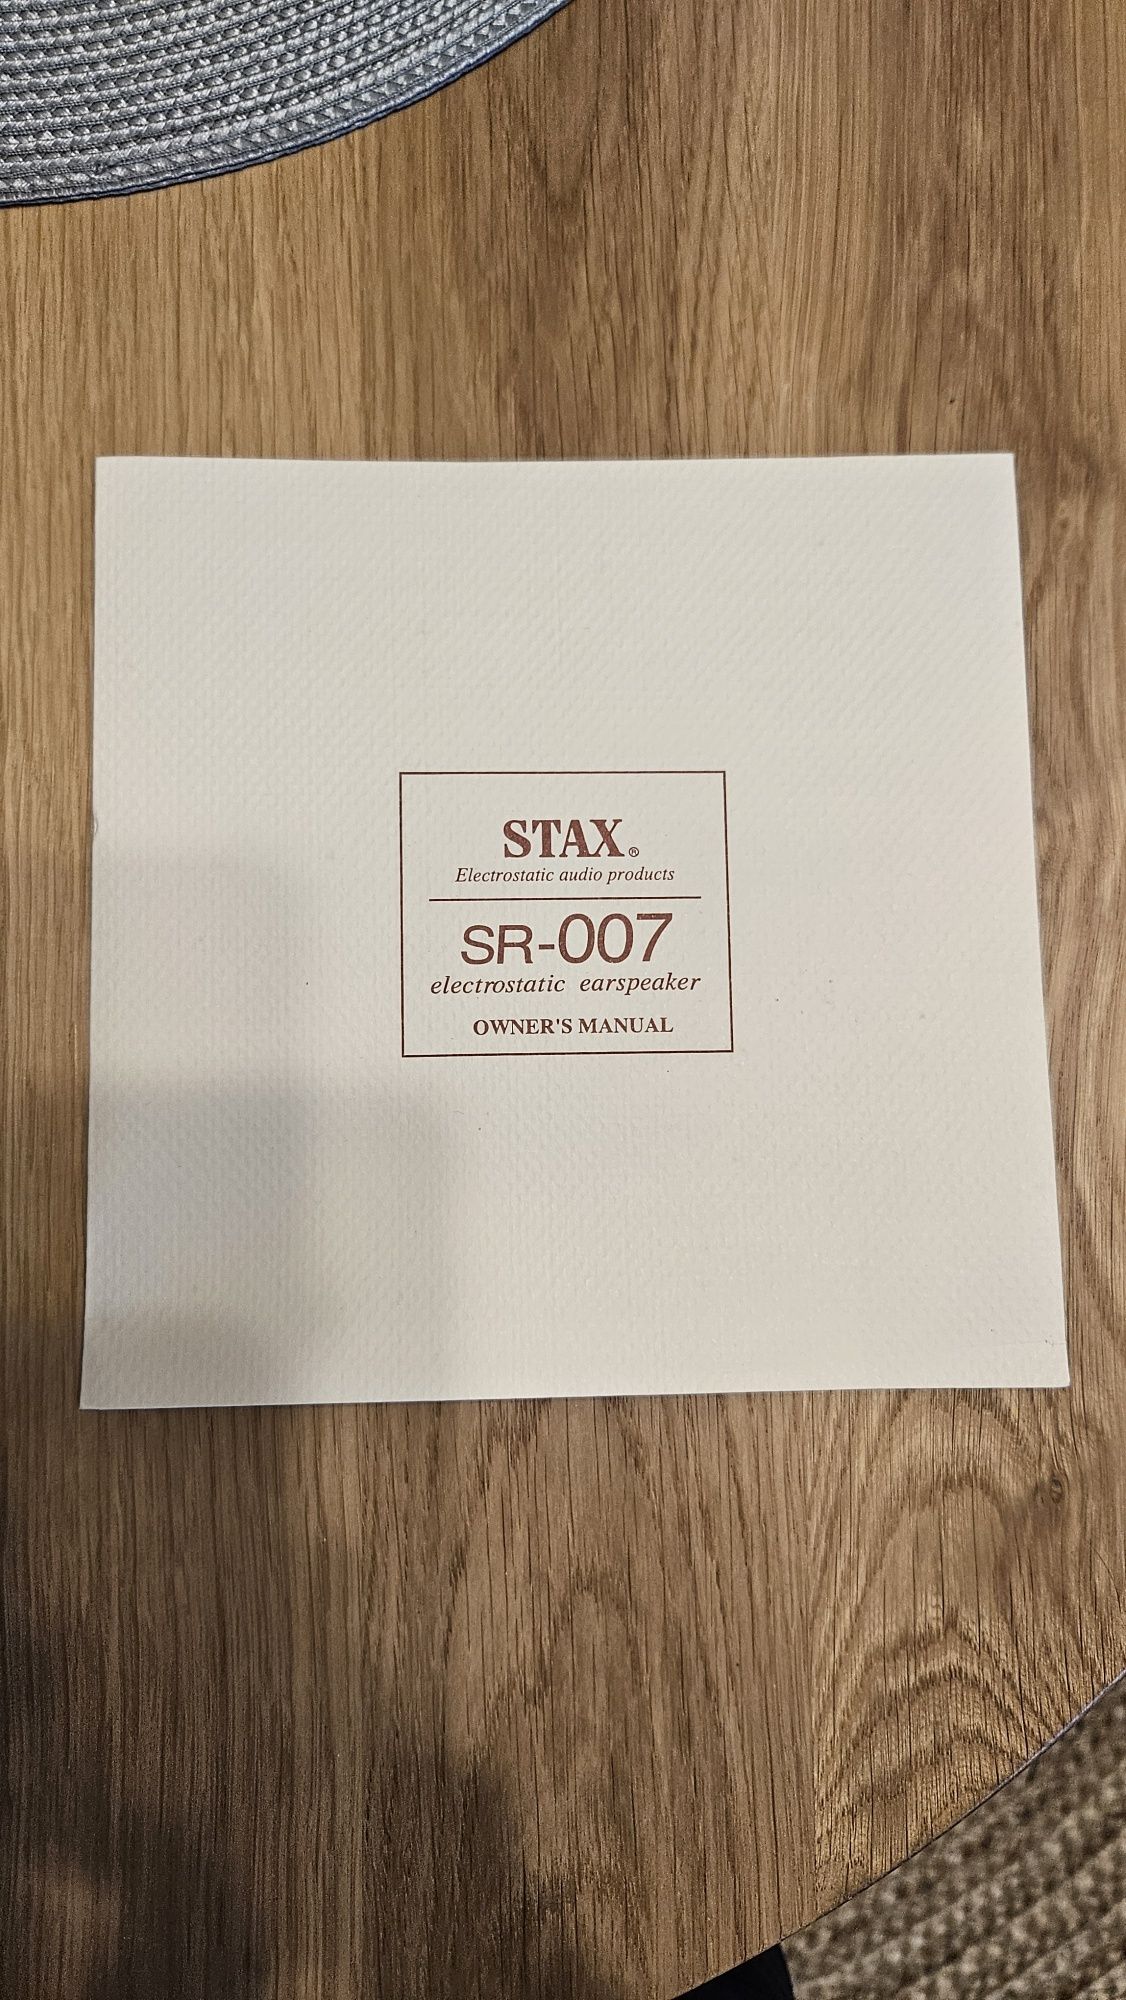 STAX®
Electrostatic audio products
SR-007
electrostatic earspeaker
OWNER'S MANUAL